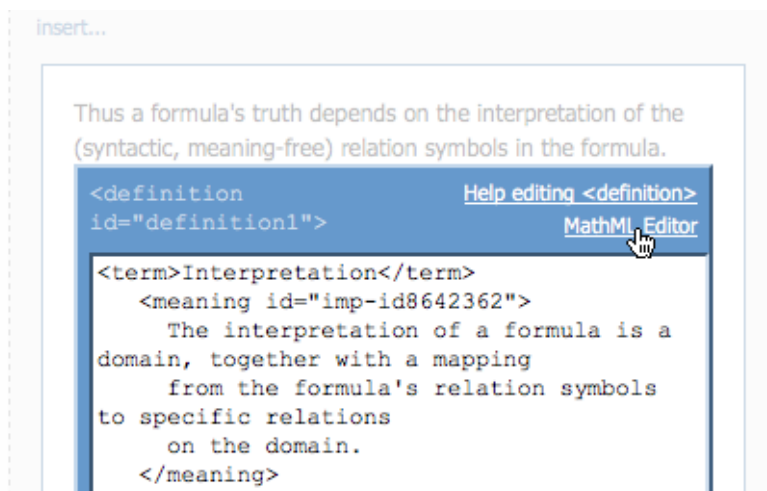 insert...
Thus a formula's truth depends on the interpretation of the
(syntactic, meaning-free) relation symbols in the formula.
<definition Help editing <definition>
id="definition1"> MathML Editor
<term>Interpretation</term>
<meaning id="imp-id8642362">
The interpretation of a formula is a
domain, together with a mapping
from the formula's relation symbols
to specific relations
on the domain.
</meaning>